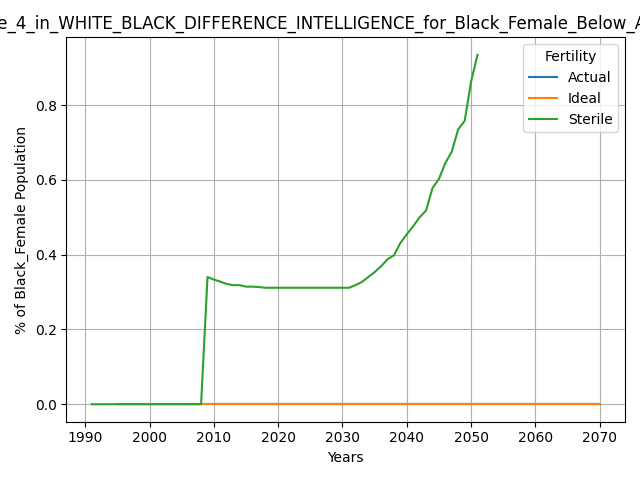 e_4_in_WHITE_BLACK_DIFFERENCE_INTELLIGENCE_for_Black_Female_Below_A
Fertility
Actual
Ideal
Sterile
% of Black_Female Population
0.8
0.6
0.4
0.2
0.0
1990 2000 2010 2020 2030 2040 2050 2060 2070
Years